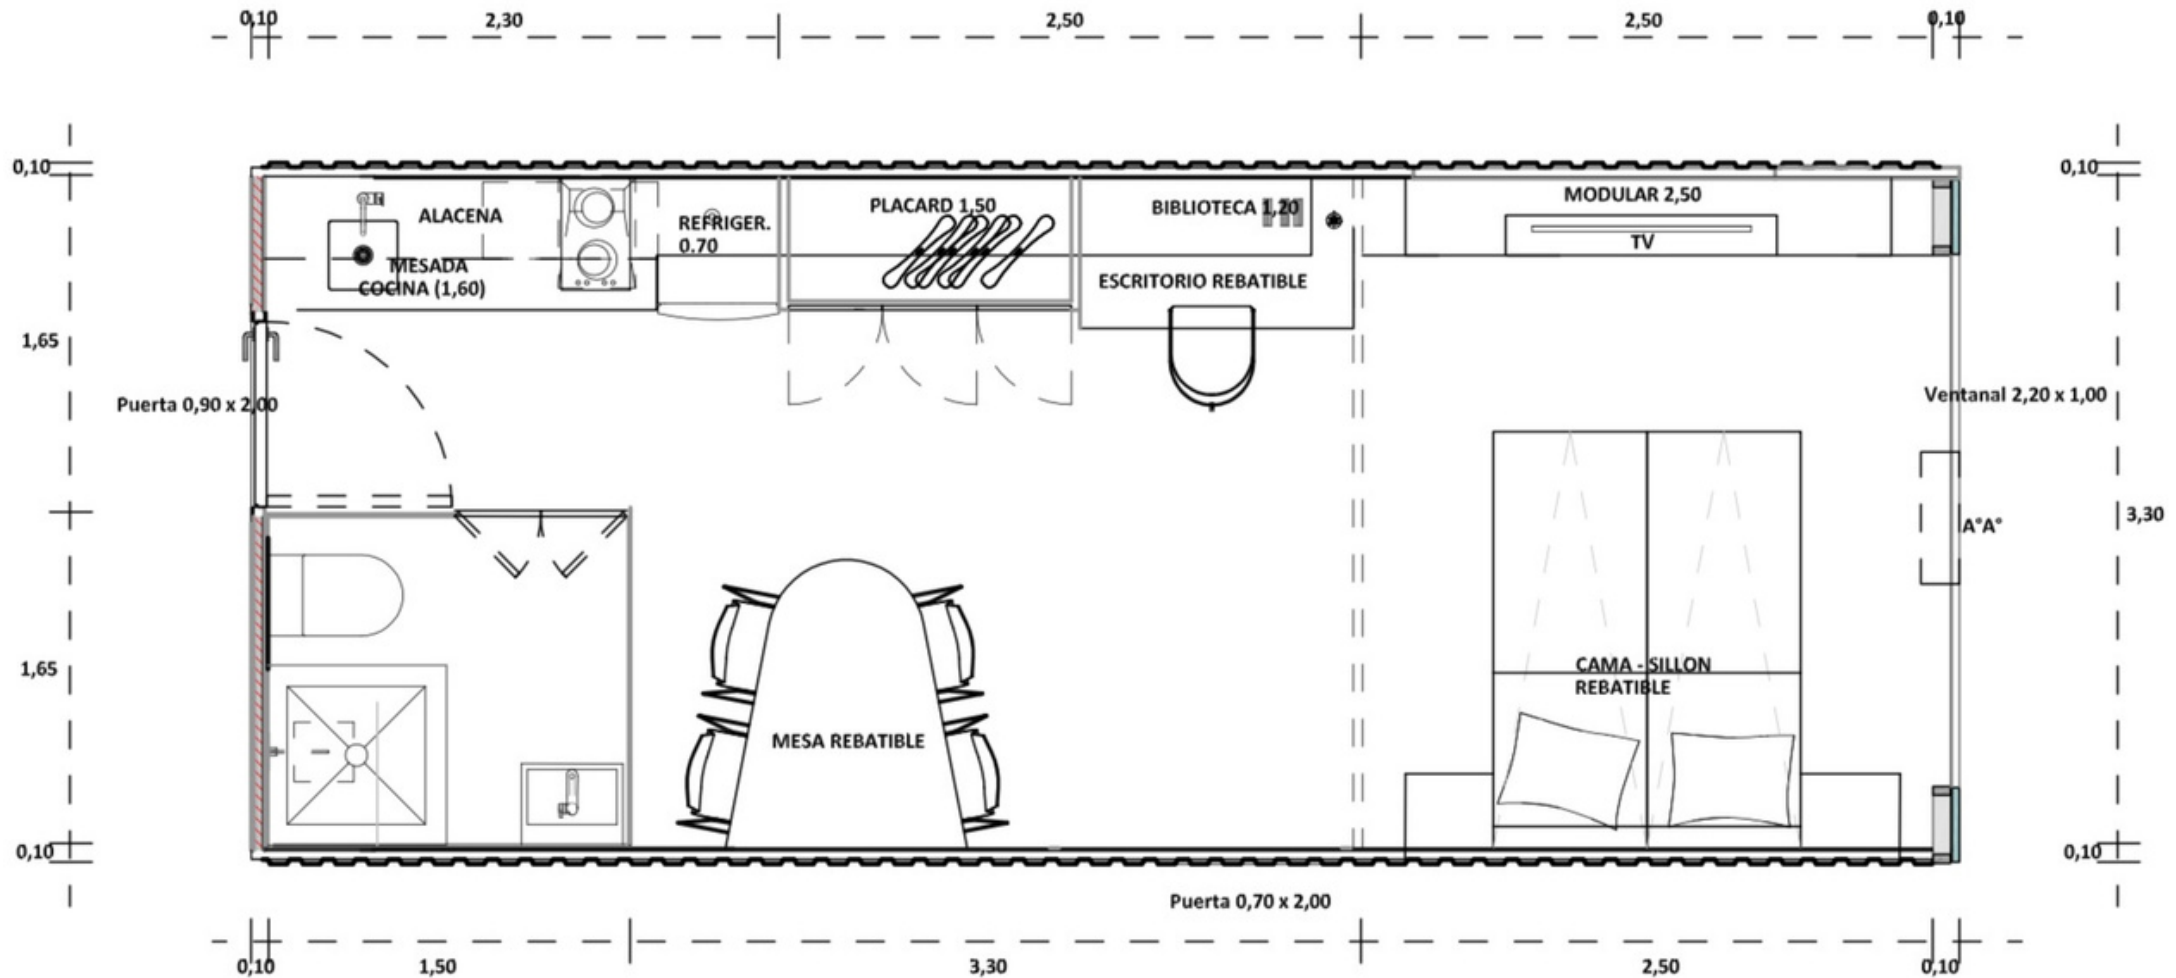 0,10
2,30
2,50
2,50
0,10
0,10
0,10
ALACENA
REFRIGER.
0.70
PLACARD 1,50
BIBLIOTECA 1,20
MODULAR 2,50
TV
MESADA
COCINA (1,60)
ESCRITORIO REBATIBLE
1,65
Puerta 0,90 x 2,00
Ventanal 2,20 x 1,00
3,30
A°A°
1,65
CAMA - SILLON
REBATIBLE
MESA REBATIBLE
0,10
0,10
Puerta 0,70 x 2,00
0,10
1,50
3,30
2,50
0,10